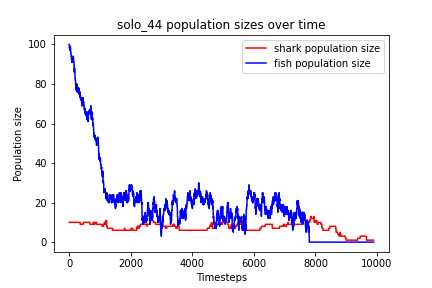 solo_44 population sizes over time
shark population size
fish population size
Population size
100
80
60
40
20
0
0
2000
4000
6000
8000
10000
Timesteps